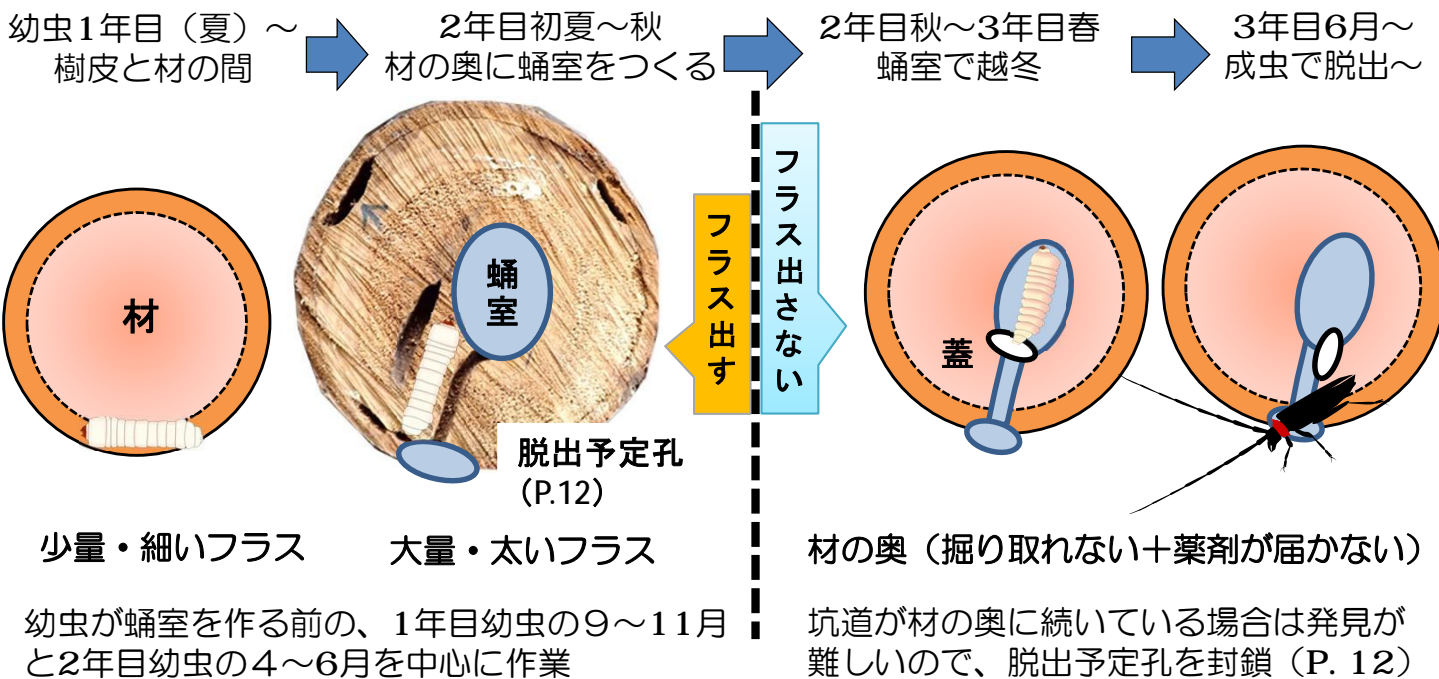 幼虫1年目（夏）～
樹皮と材の間
2年目初夏～秋
材の奥に蛹室をつくる
2年目秋～3年目春
蛹室で越冬
3年目6月～
成虫で脱出～
材
蛹室
脱出予定孔
（P.12）
フラス出す
フラス出さない
蓋
少量・細いフラス
大量・太いフラス
材の奥（掘り取れない＋薬剤が届かない）
幼虫が蛹室を作る前の、1年目幼虫の９～11月
と2年目幼虫の４～６月を中心に作業
坑道が材の奥に続いている場合は発見が
難しいので、脱出予定孔を封鎖（P. 12）